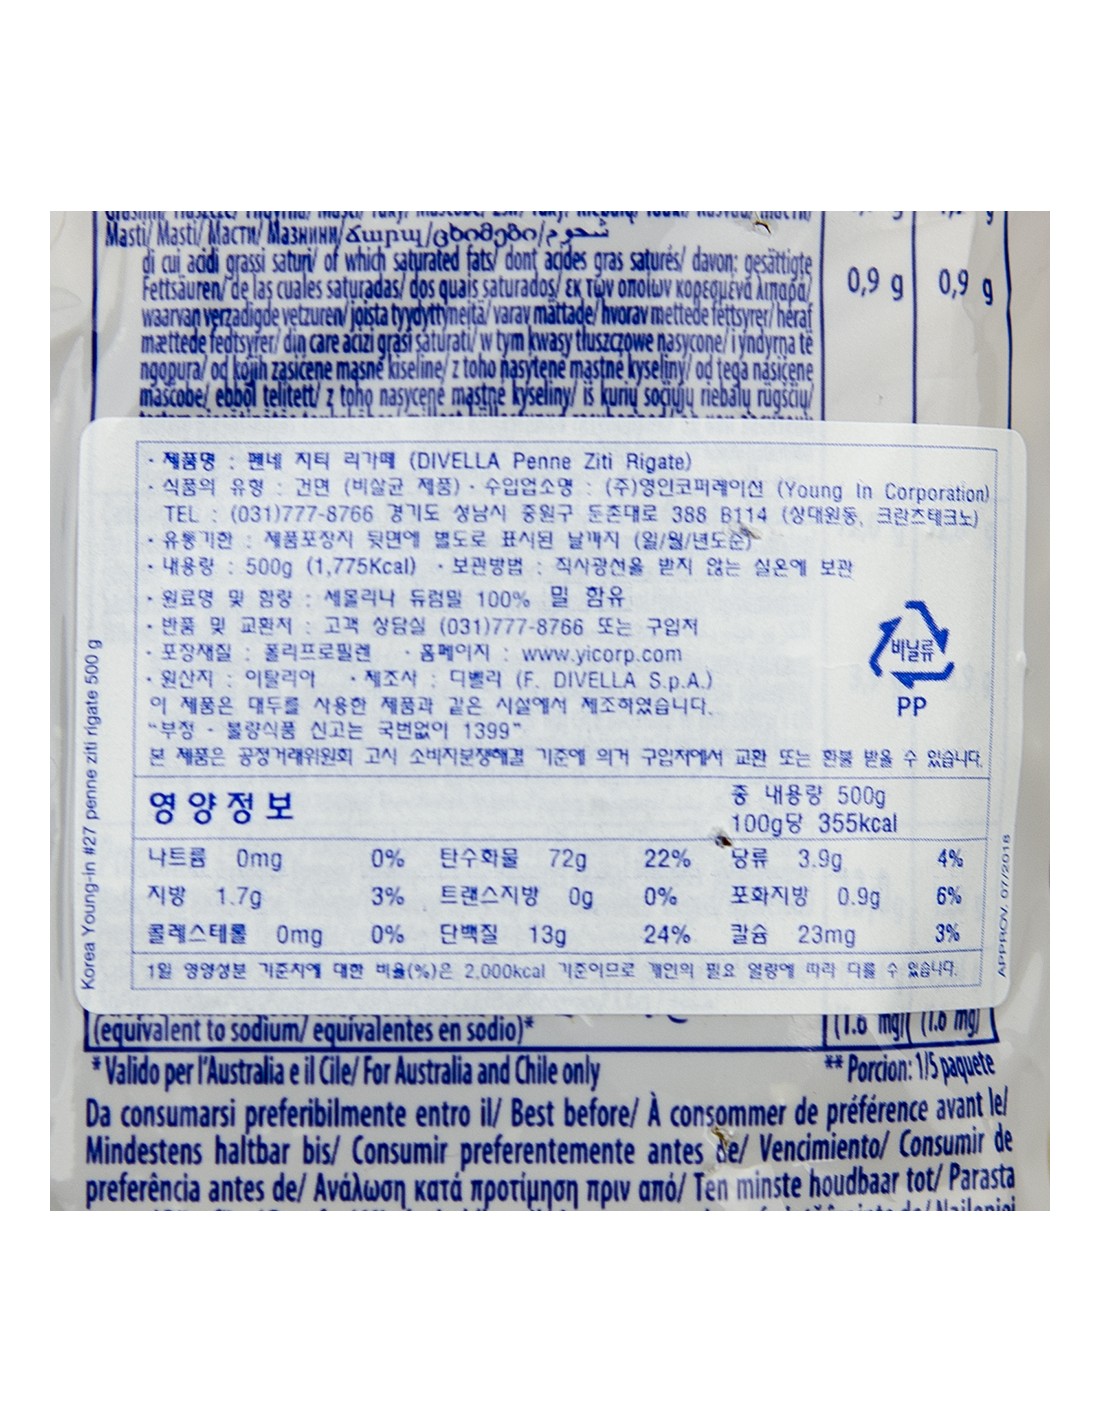 Masti/ Masti/ Масти/ Мазнини/
di cui acidi grassi saturi/ of which saturated fats/ dont acides gras saturés/ davon: gesättigte
Fettsäuren/ de las cuales saturadas/ dos quais saturados/ εκ των οποίων κορεσμένα λιπαρά/
waarvan verzadigde vetzuren/ joista tyydyttyneitä/ varav mättade/ hvorav mettede fettsyrer/ heraf
mættede fedtsyrer/ din care acizi grași saturați/ w tym kwasy tłuszczowe nasycone/ i yndyrna të
ngopura/ od kojih zasićene masne kiseline/ z toho nasytené mastné kyseliny/ od tega nasičene
maščobe/ ebből telített/ z toho nasycené mastné kyseliny/ iš kurių sočiųjų riebalų rūgščių/
0,9 g 0,9 g
· 제품명 : 펜네 지티 리가떼 (DIVELLA Penne Ziti Rigate)
· 식품의 유형 : 건면 (비살균 제품) · 수입업소명 : (주)영인코퍼레이션 (Young In Corporation)
TEL : (031)777-8766 경기도 성남시 중원구 둔촌대로 388 B114 (상대원동, 크란츠테크노)
· 유통기한 : 제품포장지 뒷면에 별도로 표시된 날까지 (일/월/년도순)
· 내용량 : 500g (1,775Kcal) · 보관방법 : 직사광선을 받지 않는 실온에 보관
· 원료명 및 함량 : 세몰리나 듀럼밀 100% 밀 함유
· 반품 및 교환처 : 고객 상담실 (031)777-8766 또는 구입처
· 포장재질 : 폴리프로필렌 · 홈페이지 : www.yicorp.com
· 원산지 : 이탈리아 · 제조사 : 디벨라 (F. DIVELLA S.p.A.)
이 제품은 대두를 사용한 제품과 같은 시설에서 제조하였습니다.
"부정 · 불량식품 신고는 국번없이 1399"
본 제품은 공정거래위원회 고시 소비자분쟁해결 기준에 의거 구입처에서 교환 또는 환불 받을 수 있습니다.
비닐류
PP
영양정보
총 내용량 500g
100g당 355kcal
나트륨 0mg 0% 탄수화물 72g 22% 당류 3.9g 4%
지방 1.7g 3% 트랜스지방 0g 0% 포화지방 0.9g 6%
콜레스테롤 0mg 0% 단백질 13g 24% 칼슘 23mg 3%
1일 영양성분 기준치에 대한 비율(%)은 2,000kcal 기준이므로 개인의 필요 열량에 따라 다를 수 있습니다.
Korea Young-in #27 penne ziti rigate 500 g
APPROV. 07/2018
(equivalent to sodium/ equivalentes en sodio)* (1.6 mg) (1.6 mg)
* Valido per l'Australia e il Cile/ For Australia and Chile only ** Porcion: 1/5 paquete
Da consumarsi preferibilmente entro il/ Best before/ À consommer de préférence avant le/
Mindestens haltbar bis/ Consumir preferentemente antes de/ Vencimiento/ Consumir de
preferência antes de/ Ανάλωση κατά προτίμηση πριν από/ Ten minste houdbaar tot/ Parasta